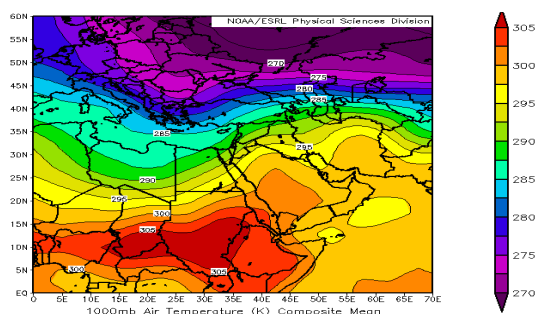 NOAA/ESRL Physical Sciences Division
60N
55N
50N
45N
40N
35N
30N
25N
20N
15N
10N
5N
EQ
270
275
280
285
285
295
290
295
300
305
300
305
0 5E 10E 15E 20E 25E 30E 35E 40E 45E 50E 55E 60E 65E 70E
1000mb Air Temperature (K) Composite Mean
305
300
295
290
285
280
275
270